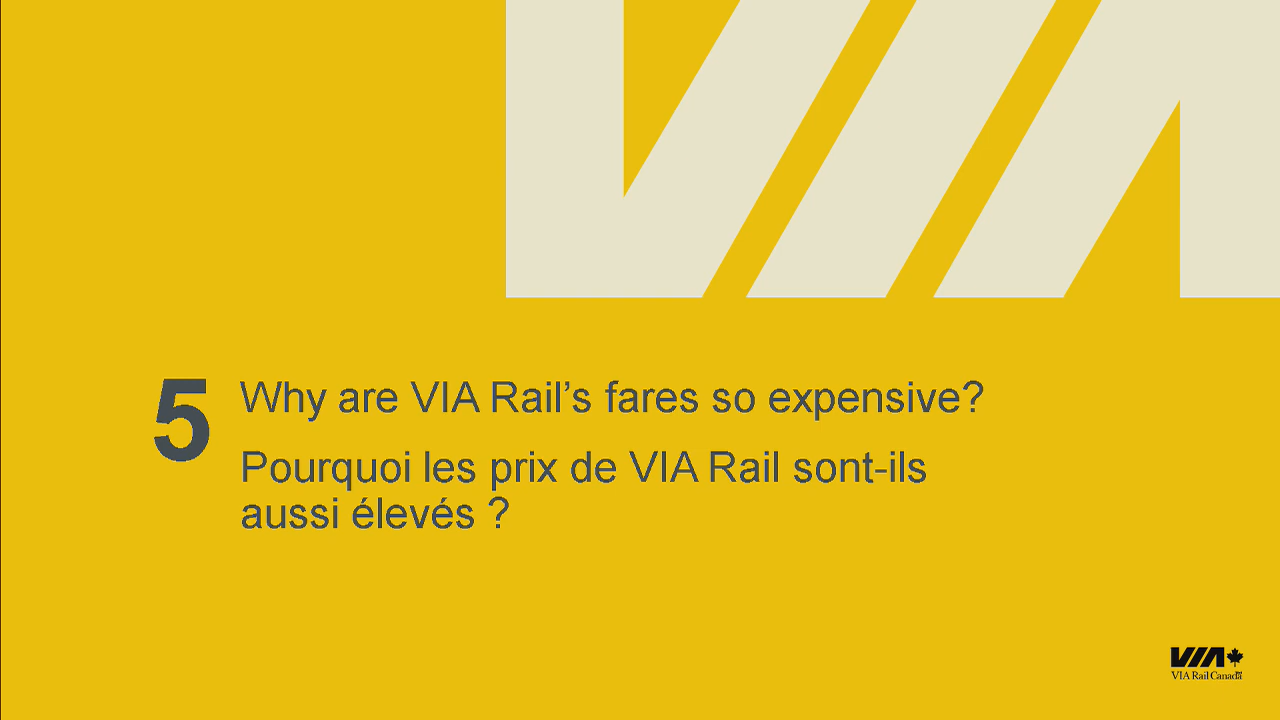 VIA
5
Why are VIA Rail’s fares so expensive?
Pourquoi les prix de VIA Rail sont-ils
aussi élevés ?
VIA
VIA Rail Canada